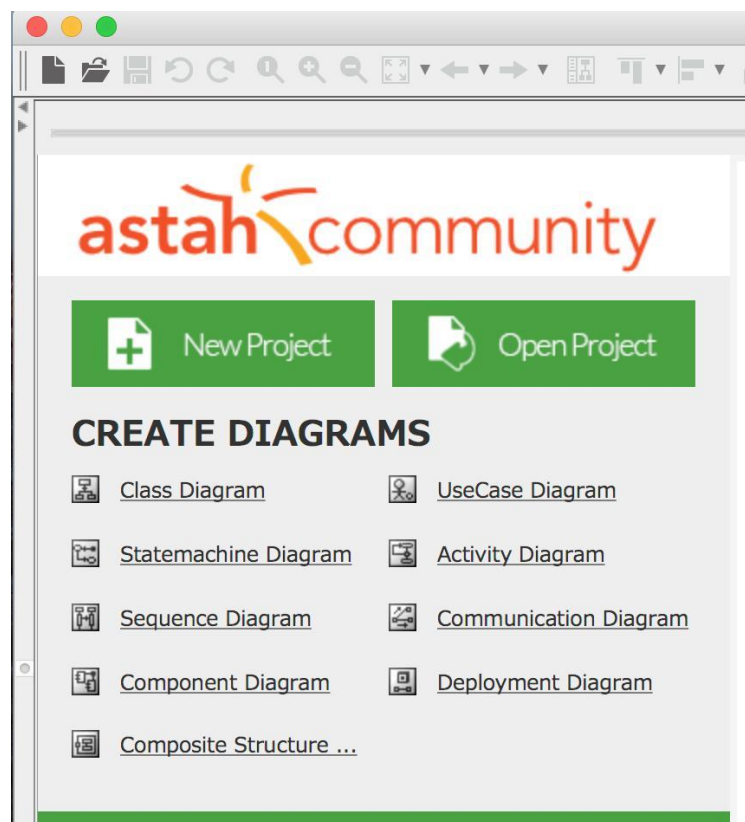 astah community
New Project
Open Project
CREATE DIAGRAMS
Class Diagram
UseCase Diagram
Statemachine Diagram
Activity Diagram
Sequence Diagram
Communication Diagram
Component Diagram
Deployment Diagram
Composite Structure ...